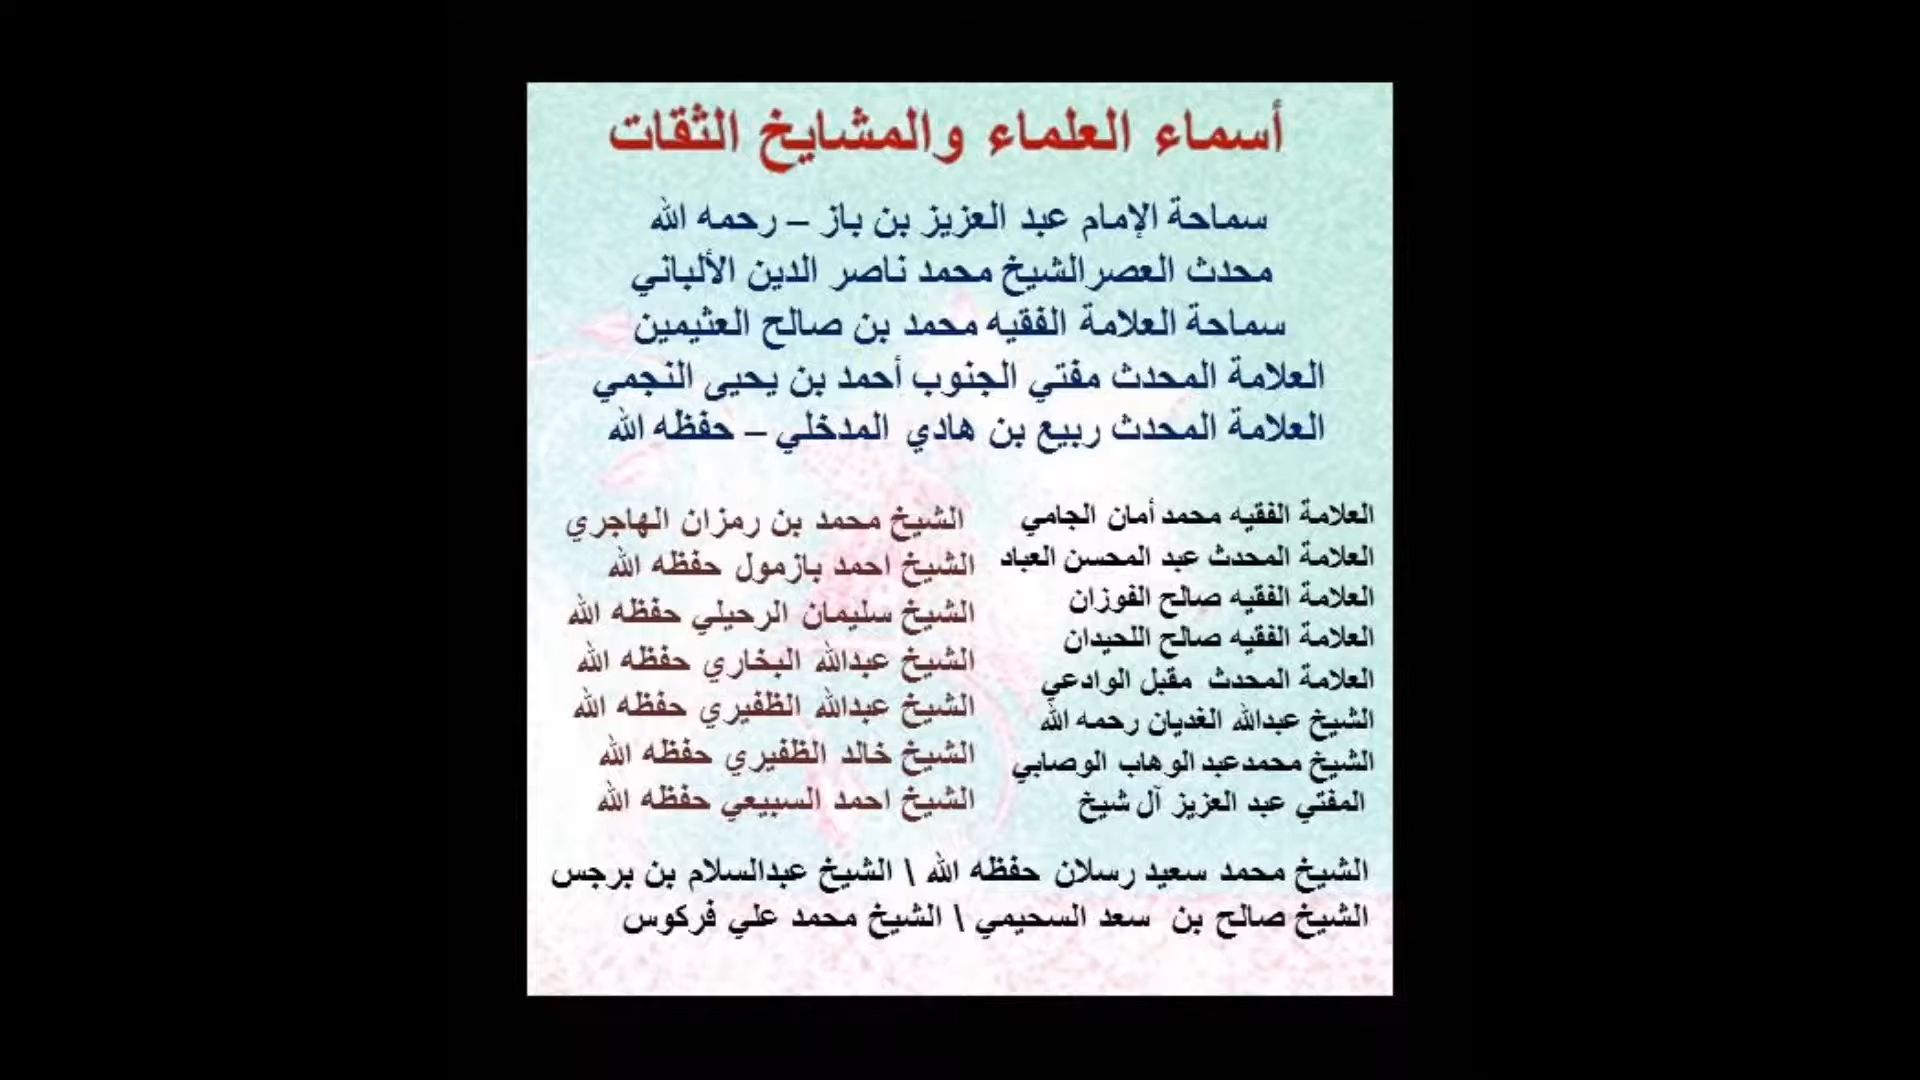 أسماء العلماء والمشايخ الثقات
سماحة الإمام عبد العزيز بن باز – رحمه الله
محدث العصرالشيخ محمد ناصر الدين الألباني
سماحة العلامة الفقيه محمد بن صالح العثيمين
العلامة المحدث مفتي الجنوب أحمد بن يحيى النجمي
العلامة المحدث ربيع بن هادي المدخلي – حفظه الله
العلامة الفقيه محمد أمان الجامي
العلامة المحدث عبد المحسن العباد
العلامة الفقيه صالح الفوزان
العلامة الفقيه صالح اللحيدان
العلامة المحدث مقبل الوادعي
الشيخ عبدالله الغديان رحمه الله
الشيخ محمدعبد الوهاب الوصابي
المفتي عبد العزيز آل شيخ
الشيخ محمد بن رمزان الهاجري
الشيخ احمد بازمول حفظه الله
الشيخ سليمان الرحيلي حفظه الله
الشيخ عبدالله البخاري حفظه الله
الشيخ عبدالله الظفيري حفظه الله
الشيخ خالد الظفيري حفظه الله
الشيخ احمد السبيعي حفظه الله
الشيخ محمد سعيد رسلان حفظه الله \ الشيخ عبدالسلام بن برجس
الشيخ صالح بن سعد السحيمي \ الشيخ محمد علي فركوس